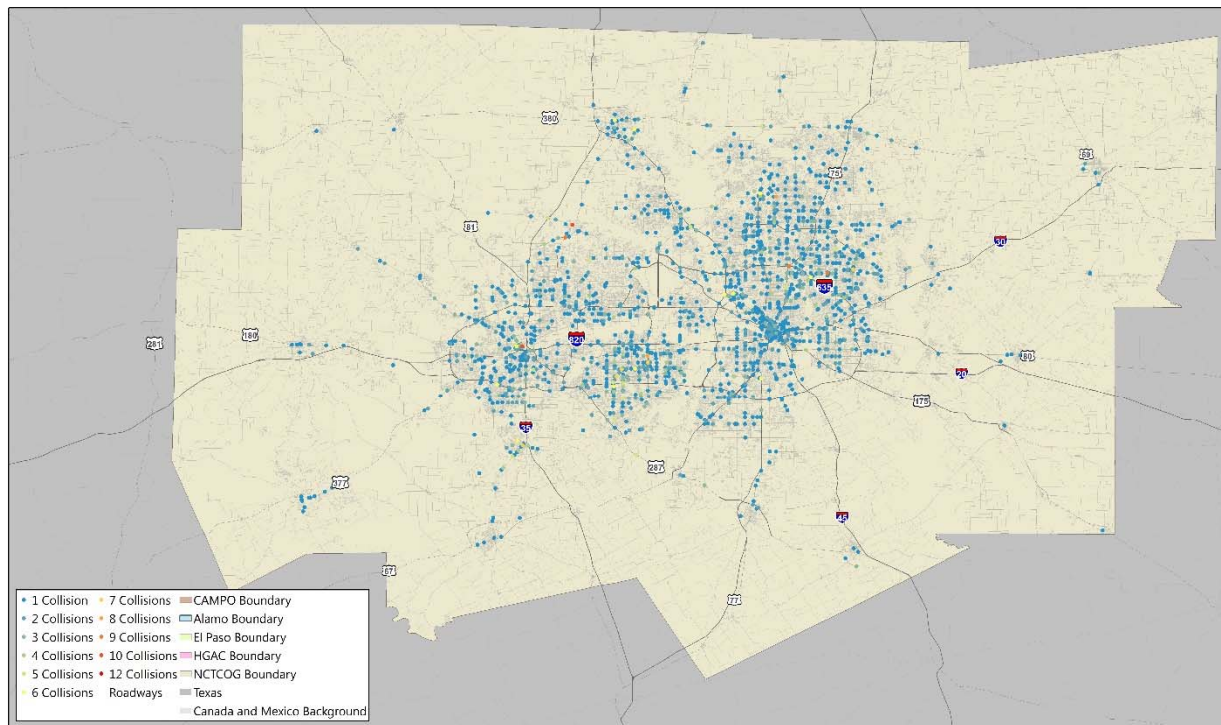 380
69
75
81
30
635
180
281
820
80
20
175
35
287
377
45
67
77
1 Collision
2 Collisions
3 Collisions
4 Collisions
5 Collisions
6 Collisions
7 Collisions
8 Collisions
9 Collisions
10 Collisions
12 Collisions
Roadways
CAMPO Boundary
Alamo Boundary
El Paso Boundary
HGAC Boundary
NCTCOG Boundary
Texas
Canada and Mexico Background